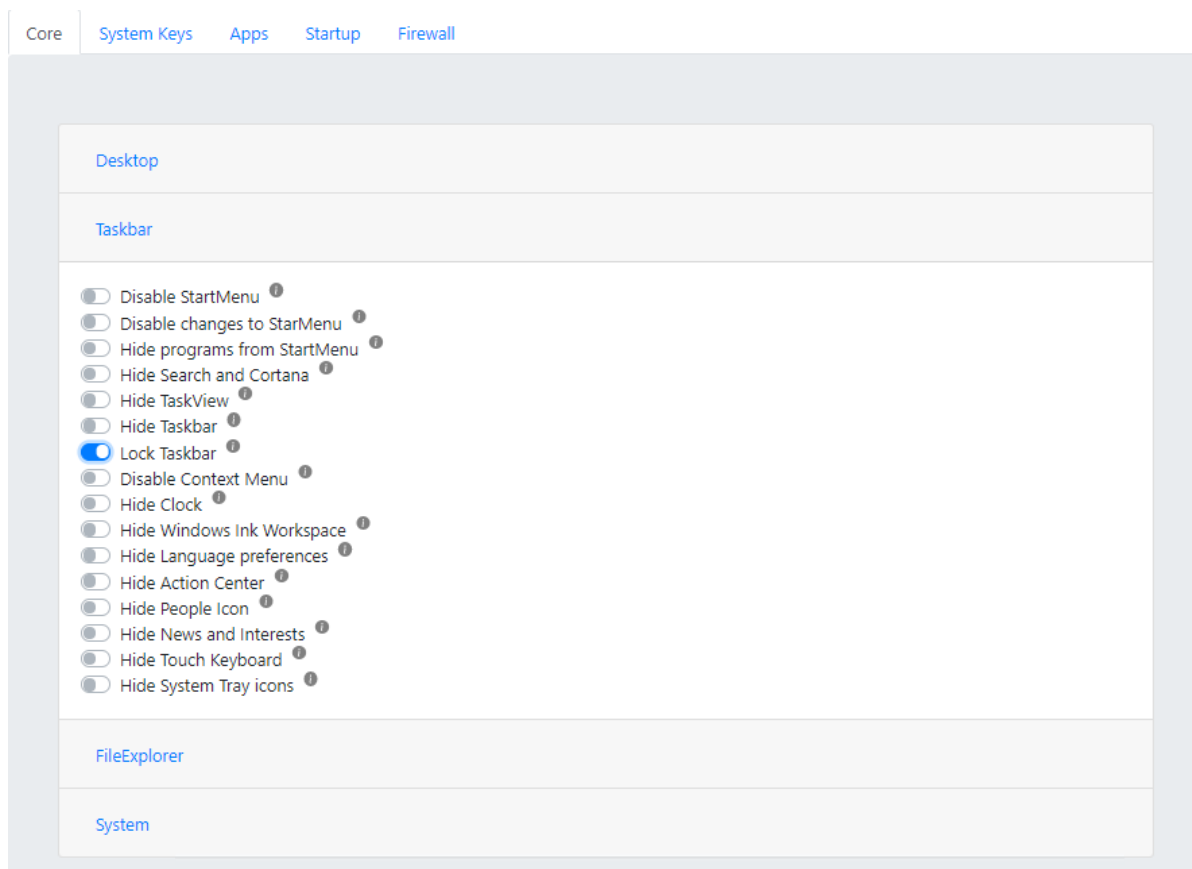 Core System Keys Apps Startup Firewall
Desktop
Taskbar
Disable StartMenu
Disable changes to StarMenu
Hide programs from StartMenu
Hide Search and Cortana
Hide TaskView
Hide Taskbar
Lock Taskbar
Disable Context Menu
Hide Clock
Hide Windows Ink Workspace
Hide Language preferences
Hide Action Center
Hide People Icon
Hide News and Interests
Hide Touch Keyboard
Hide System Tray icons
FileExplorer
System